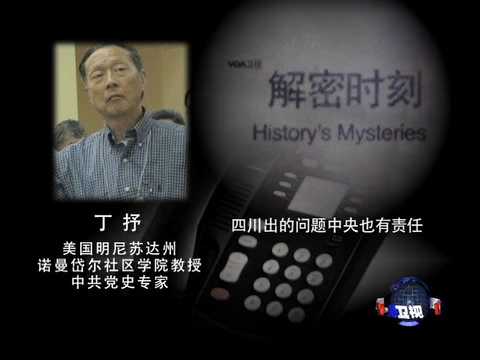 VOA卫视
解密时刻
History's Mysteries
丁 抒
美国明尼苏达州
诺曼岱尔社区学院教授
中共党史专家
四川出的问题中央也有责任
卫视